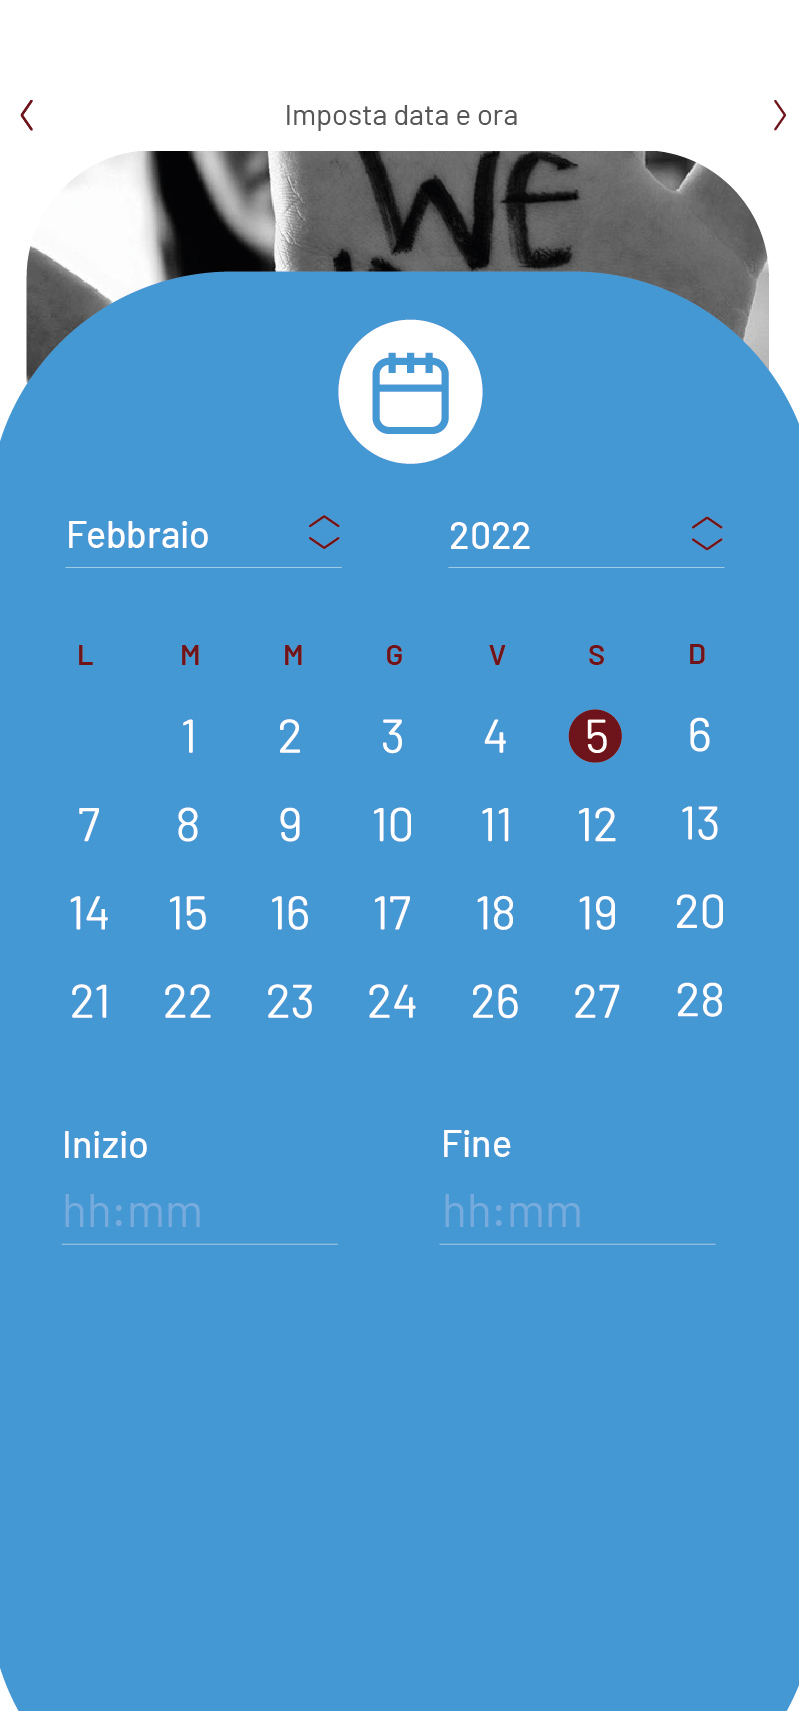 Imposta data e ora
WE
Febbraio 2022
L M M G V S D
1 2 3 4 5 6
7 8 9 10 11 12 13
14 15 16 17 18 19 20
21 22 23 24 26 27 28
Inizio Fine
hh:mm hh:mm